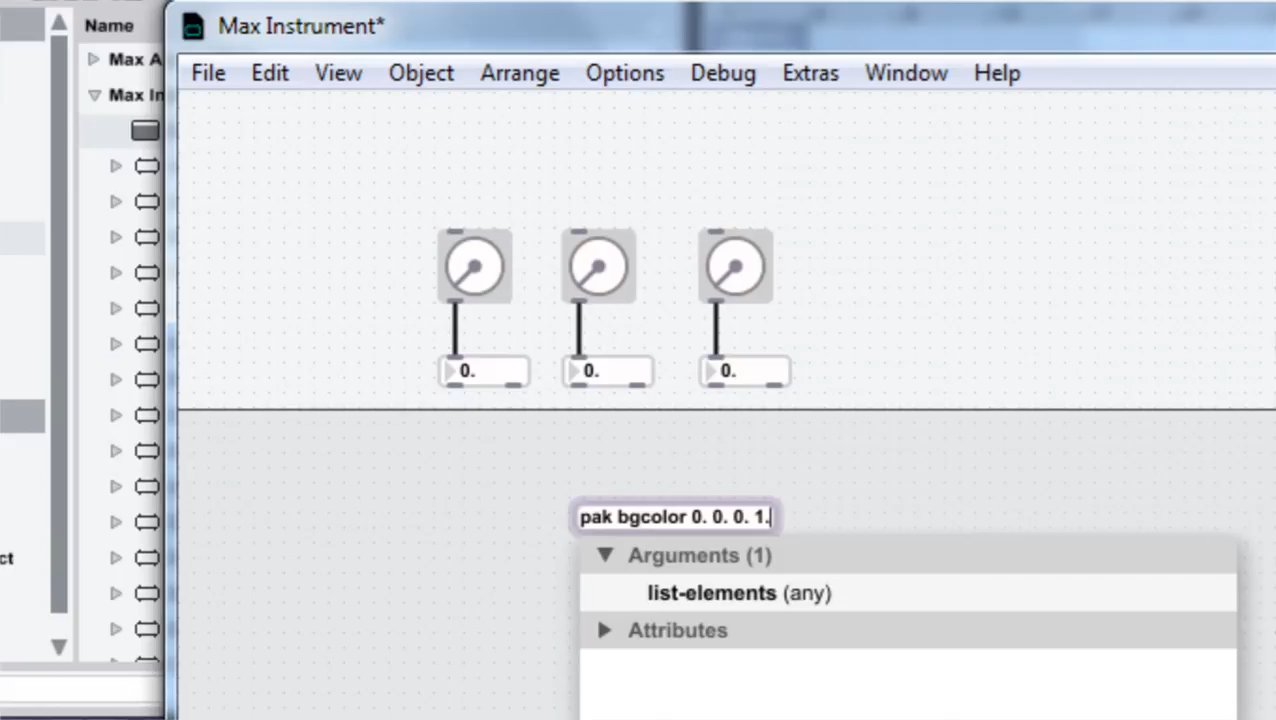 Name
Max Instrument*
Max A
Max In
File Edit View Object Arrange Options Debug Extras Window Help
0. 0. 0.
pak bgcolor 0. 0. 0. 1.
Arguments (1)
ct
list-elements (any)
Attributes